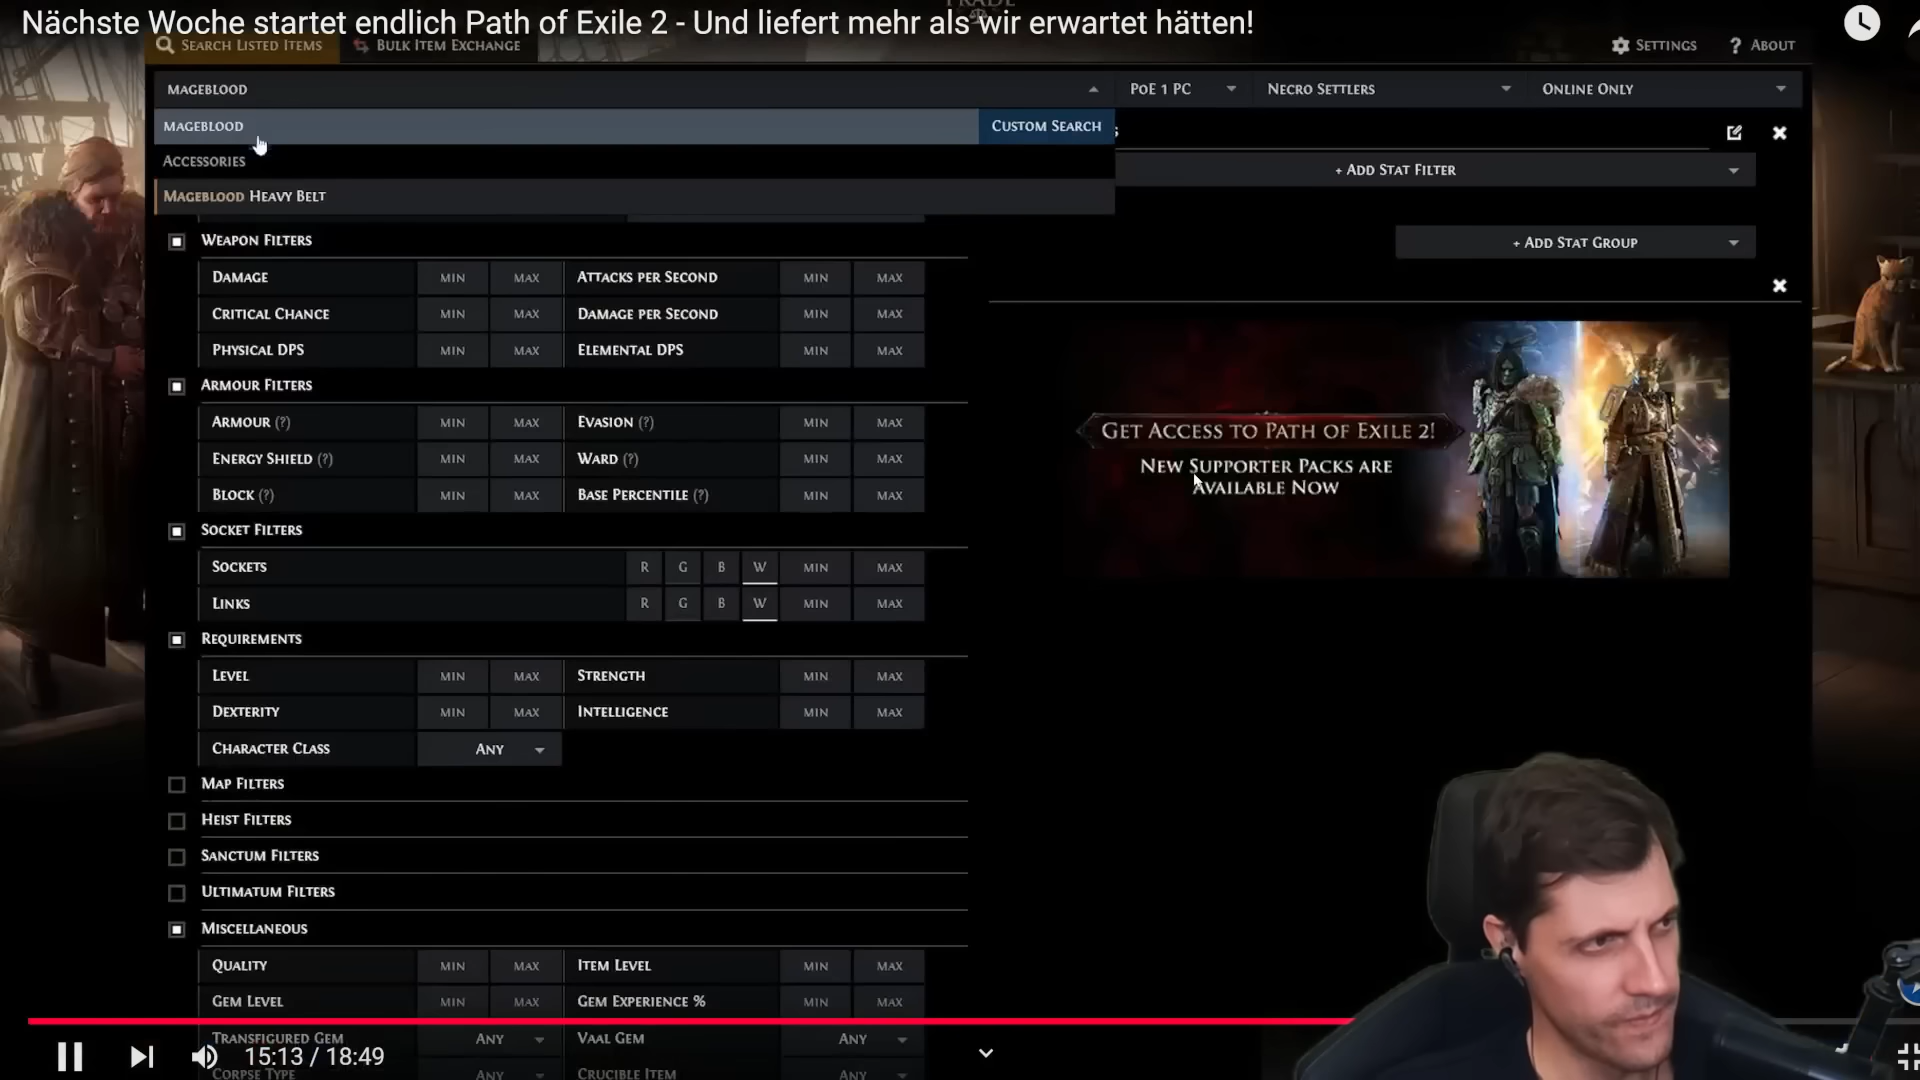 Nächste Woche startet endlich Path of Exile 2 - Und liefert mehr als wir erwartet hätten!
TRADE
Search Listed Items
Bulk Item Exchange
Settings
? About
Mageblood
PoE 1 PC
Necro Settlers
Online Only
mageblood
Custom Search
Accessories
Mageblood Heavy Belt
+ Add Stat Filter
+ Add Stat Group
Weapon Filters
Damage MIN MAX Attacks per Second MIN MAX
Critical Chance MIN MAX Damage per Second MIN MAX
Physical DPS MIN MAX Elemental DPS MIN MAX
Armour Filters
Armour (?) MIN MAX Evasion (?) MIN MAX
Energy Shield (?) MIN MAX Ward (?) MIN MAX
Block (?) MIN MAX Base Percentile (?) MIN MAX
Socket Filters
Sockets R G B W MIN MAX
Links R G B W MIN MAX
Requirements
Level MIN MAX Strength MIN MAX
Dexterity MIN MAX Intelligence MIN MAX
Character Class Any
Map Filters
Heist Filters
Sanctum Filters
Ultimatum Filters
Miscellaneous
Quality MIN MAX Item Level MIN MAX
Gem Level MIN MAX Gem Experience % MIN MAX
Transfigured Gem Any Vaal Gem Any
Corpse Type Any Crucible Item Any
Get Access to Path of Exile 2!
New Supporter Packs are
Available Now
15:13 / 18:49